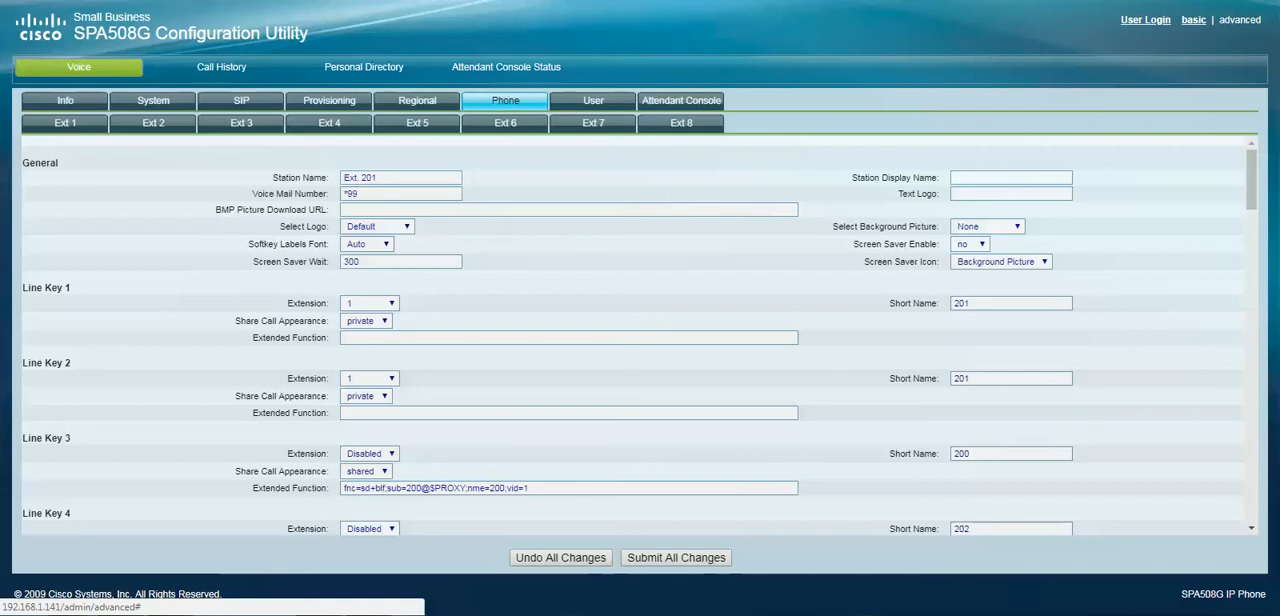 Small Business
CISCO SPA508G Configuration Utility
User Login basic | advanced
Voice Call History Personal Directory Attendant Console Status
Info System SIP Provisioning Regional Phone User Attendant Console
Ext 1 Ext 2 Ext 3 Ext 4 Ext 5 Ext 6 Ext 7 Ext 8
General
Station Name: Ext. 201 Station Display Name:
Voice Mail Number: *99 Text Logo:
BMP Picture Download URL:
Select Logo: Default Select Background Picture: None
Softkey Labels Font: Auto Screen Saver Enable: no
Screen Saver Wait: 300 Screen Saver Icon: Background Picture
Line Key 1
Extension: 1 Short Name: 201
Share Call Appearance: private
Extended Function:
Line Key 2
Extension: 1 Short Name: 201
Share Call Appearance: private
Extended Function:
Line Key 3
Extension: Disabled Short Name: 200
Share Call Appearance: shared
Extended Function: fnc=sd+blf;sub=200@$PROXY;nme=200;vid=1
Line Key 4
Extension: Disabled Short Name: 202
Undo All Changes Submit All Changes
© 2009 Cisco Systems, Inc. All Rights Reserved. SPA508G IP Phone
192.168.1.141/admin/advanced#